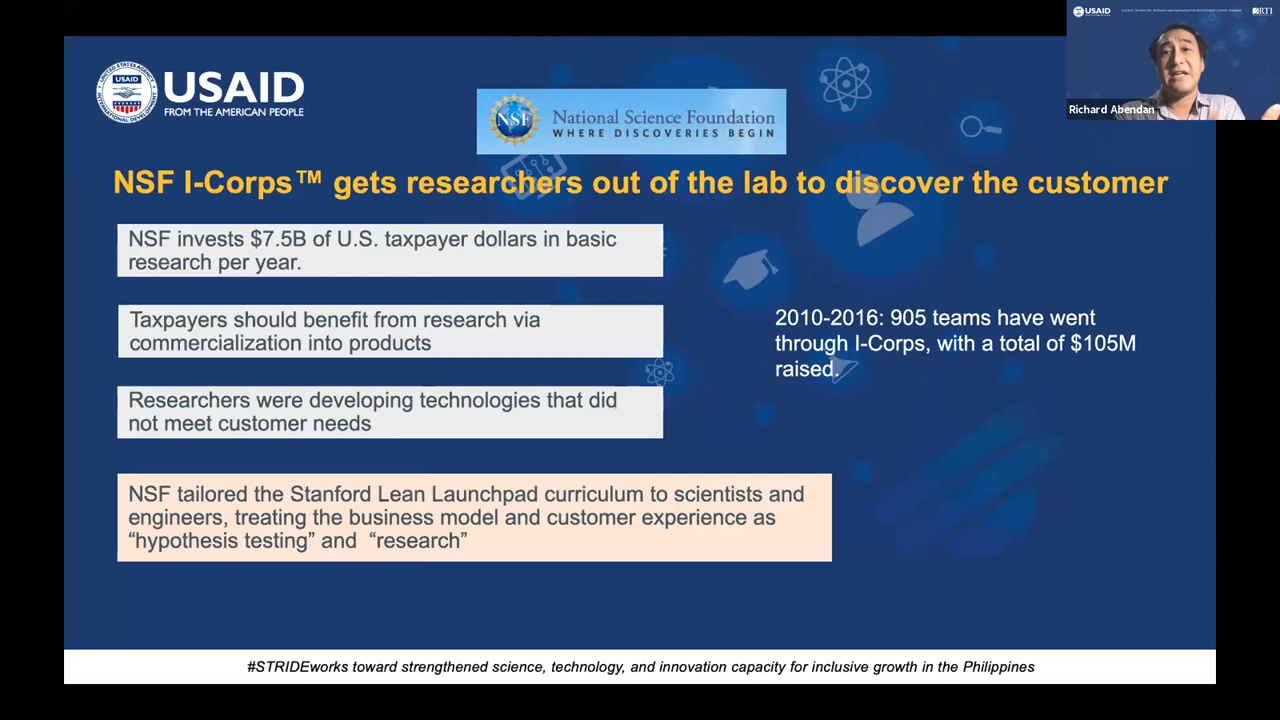 USAID
FROM THE AMERICAN PEOPLE
NSF
National Science Foundation
WHERE DISCOVERIES BEGIN
USAID
RTI
Richard Abendan
NSF I-Corps™ gets researchers out of the lab to discover the customer
NSF invests $7.5B of U.S. taxpayer dollars in basic
research per year.
Taxpayers should benefit from research via
commercialization into products
Researchers were developing technologies that did
not meet customer needs
2010-2016: 905 teams have went
through I-Corps, with a total of $105M
raised.
NSF tailored the Stanford Lean Launchpad curriculum to scientists and
engineers, treating the business model and customer experience as
“hypothesis testing” and  “research”
#STRIDEworks toward strengthened science, technology, and innovation capacity for inclusive growth in the Philippines